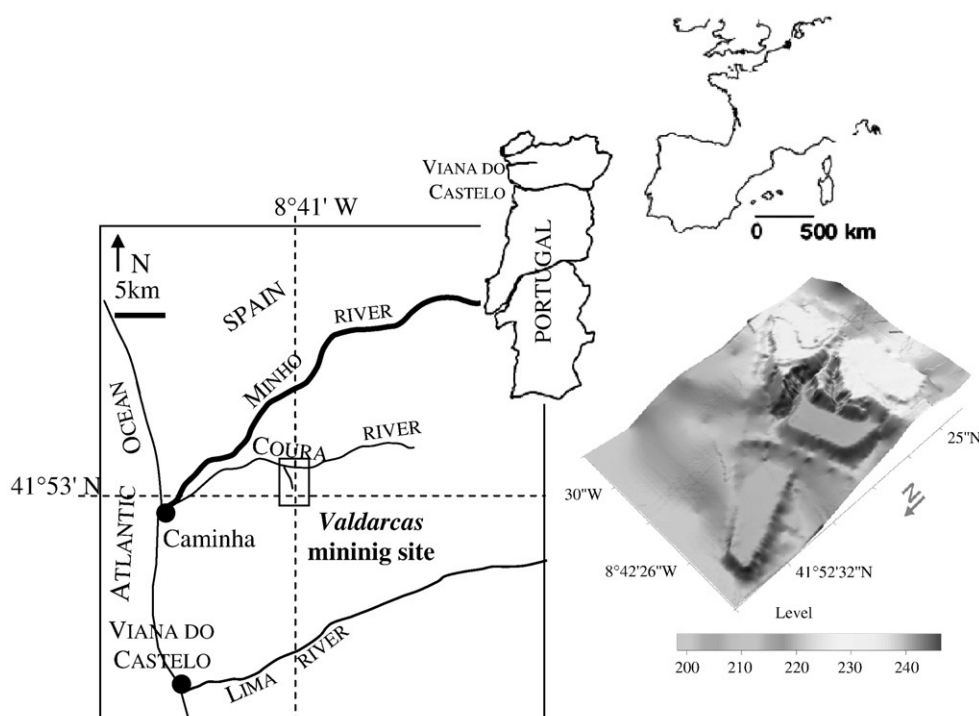 VIANA DO
CASTELO
PORTUGAL
0 500 km
8°41' W
N
5km
SPAIN
MINHO RIVER
COURA RIVER
ATLANTIC OCEAN
41°53' N
Caminha
Valdarcas
mininig site
VIANA DO
CASTELO
LIMA RIVER
25"N
30"W
N
8°42'26"W
41°52'32"N
Level
200 210 220 230 240